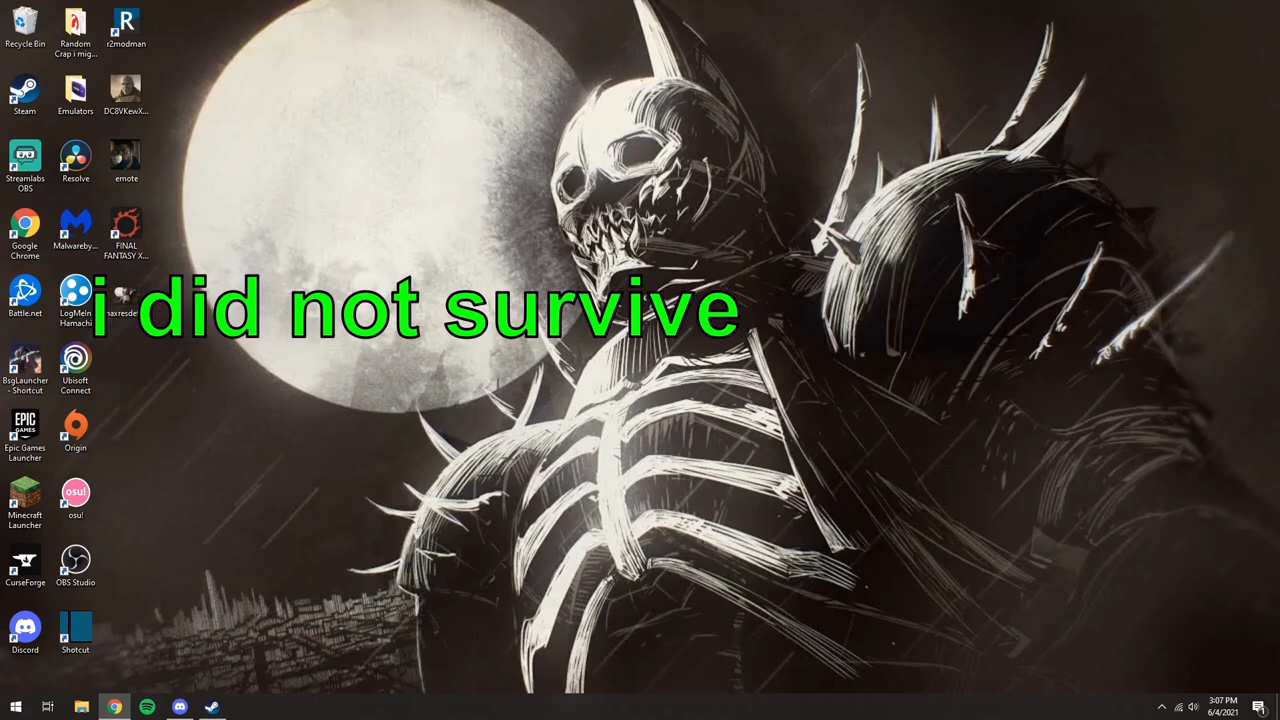 Recycle Bin
Random
Crap i mig...
r2modman
Steam
Emulators
DC8VKewX...
Streamlabs
OBS
Resolve
emote
Google
Chrome
Malwareby...
FINAL
FANTASY X...
Battle.net
LogMeIn
Hamachi
axresdef
i did not survive
BsgLauncher
- Shortcut
Ubisoft
Connect
EPIC
GAMES
Epic Games
Launcher
Origin
Minecraft
Launcher
osu!
osu!
CurseForge
OBS Studio
Discord
Shotcut
R
3:07 PM
6/4/2021
1